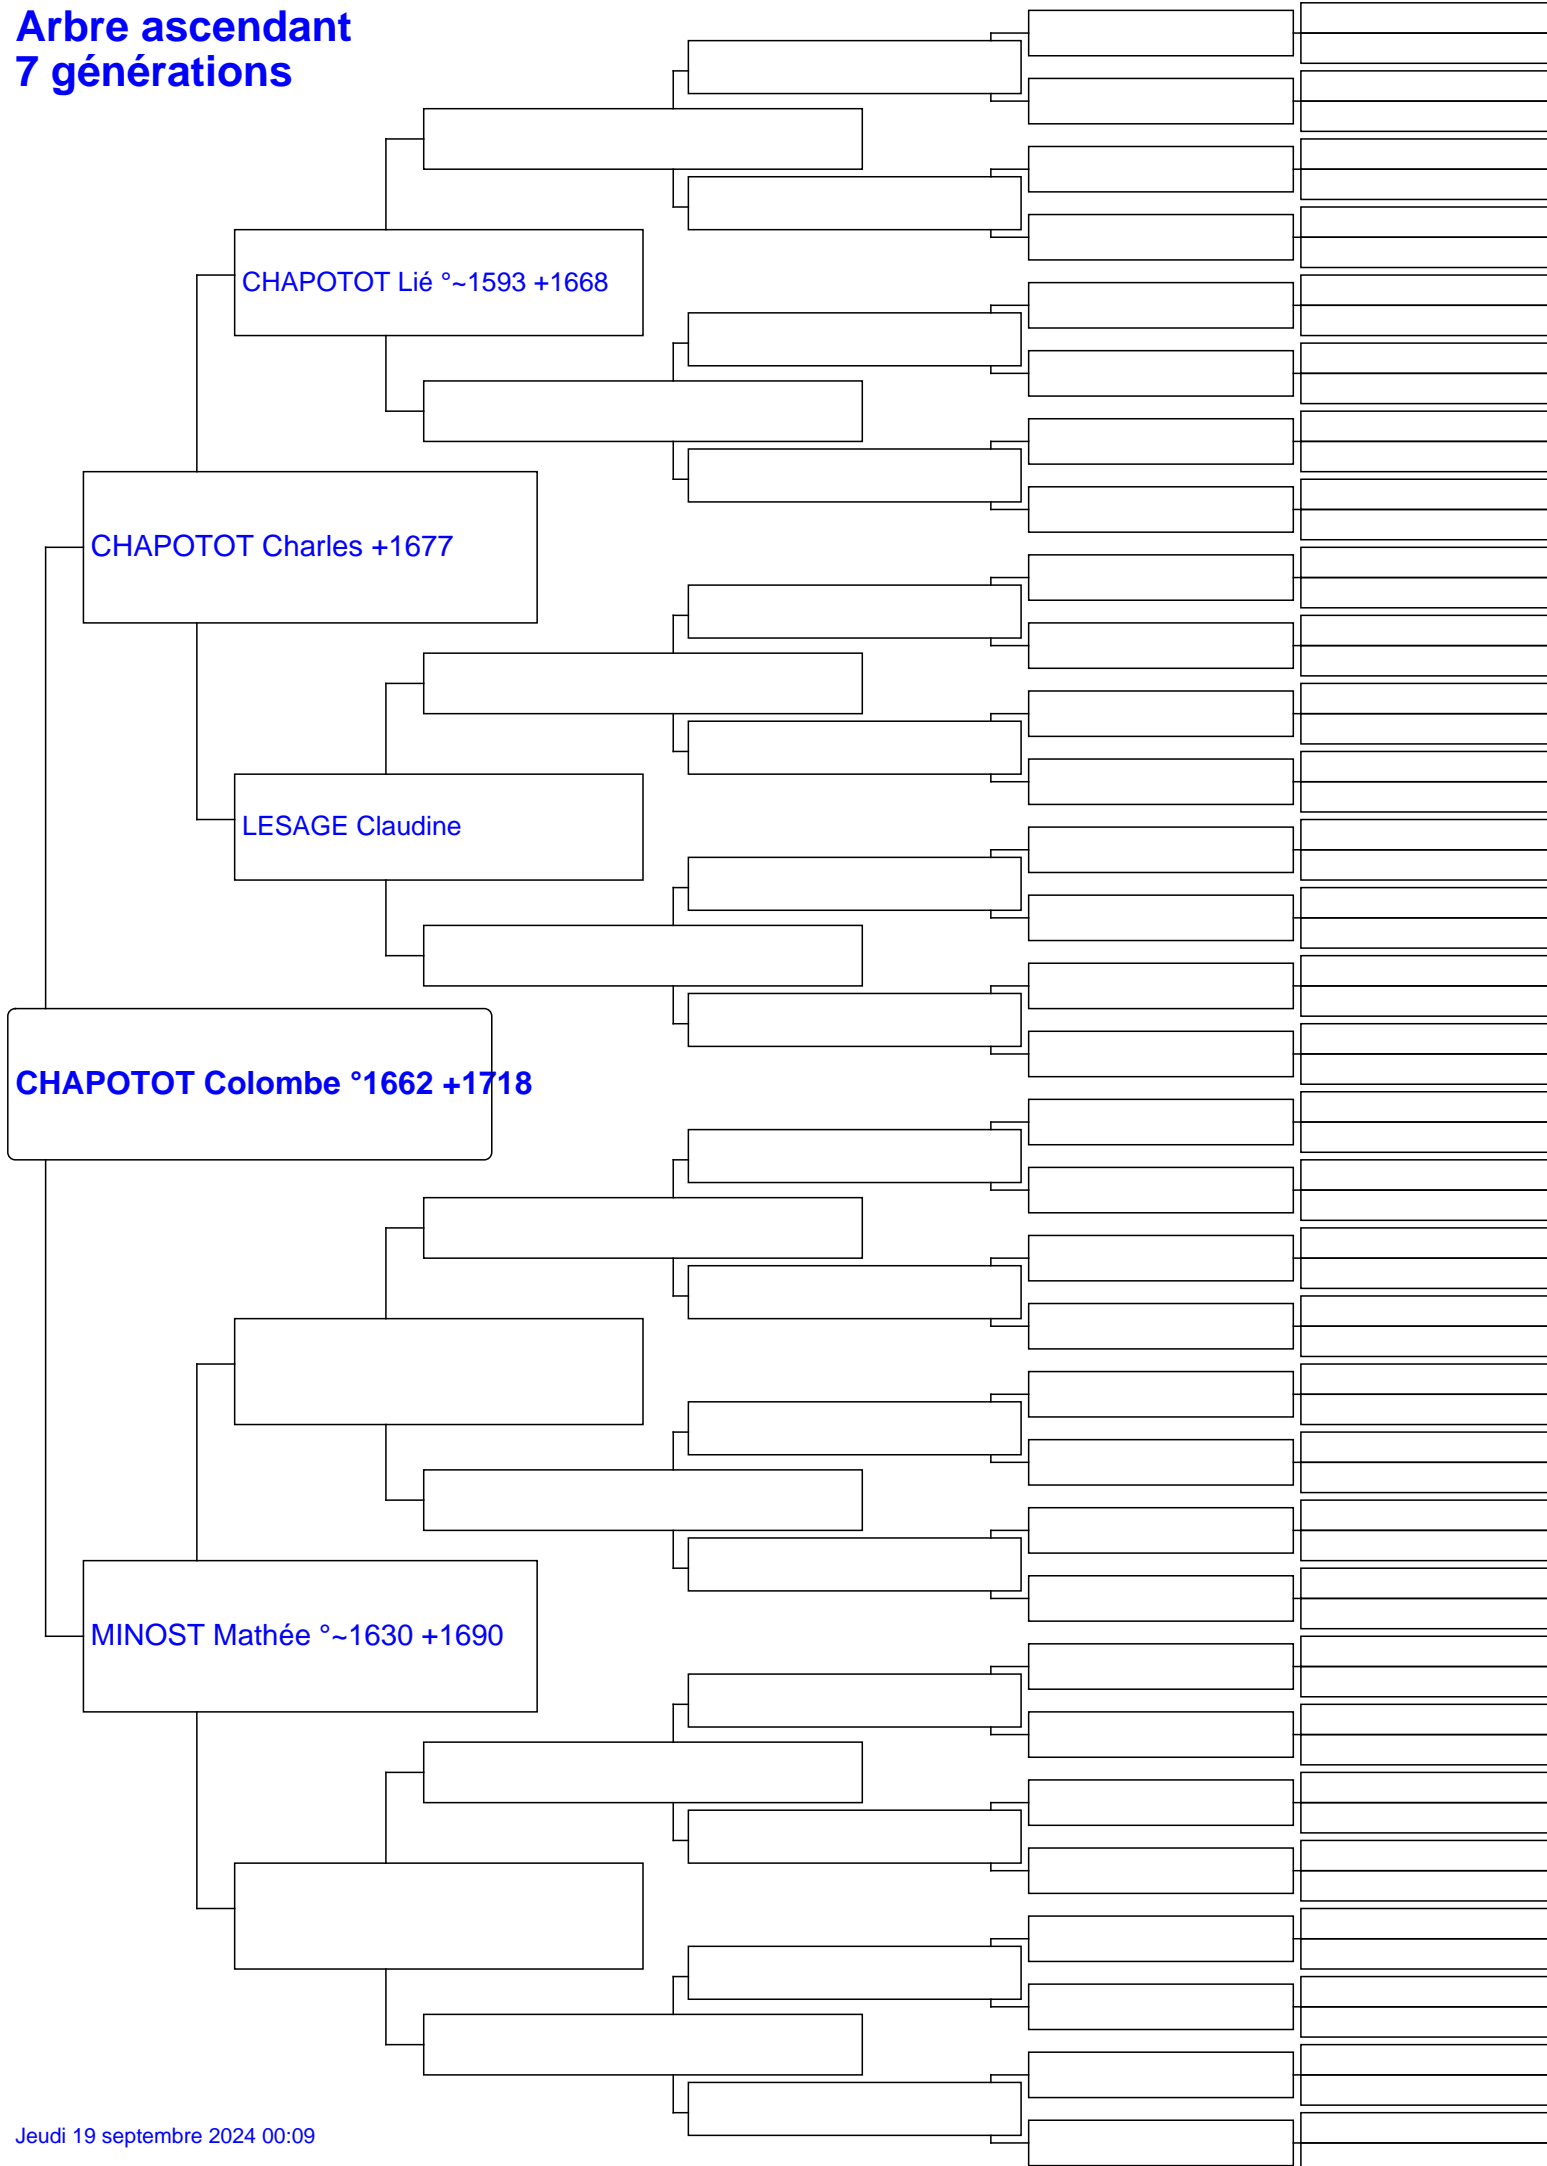 Arbre ascendant
7 générations
CHAPOTOT Lié °~1593 +1668
CHAPOTOT Charles +1677
LESAGE Claudine
CHAPOTOT Colombe °1662 +1718
MINOST Mathée °~1630 +1690
Jeudi 19 septembre 2024 00:09